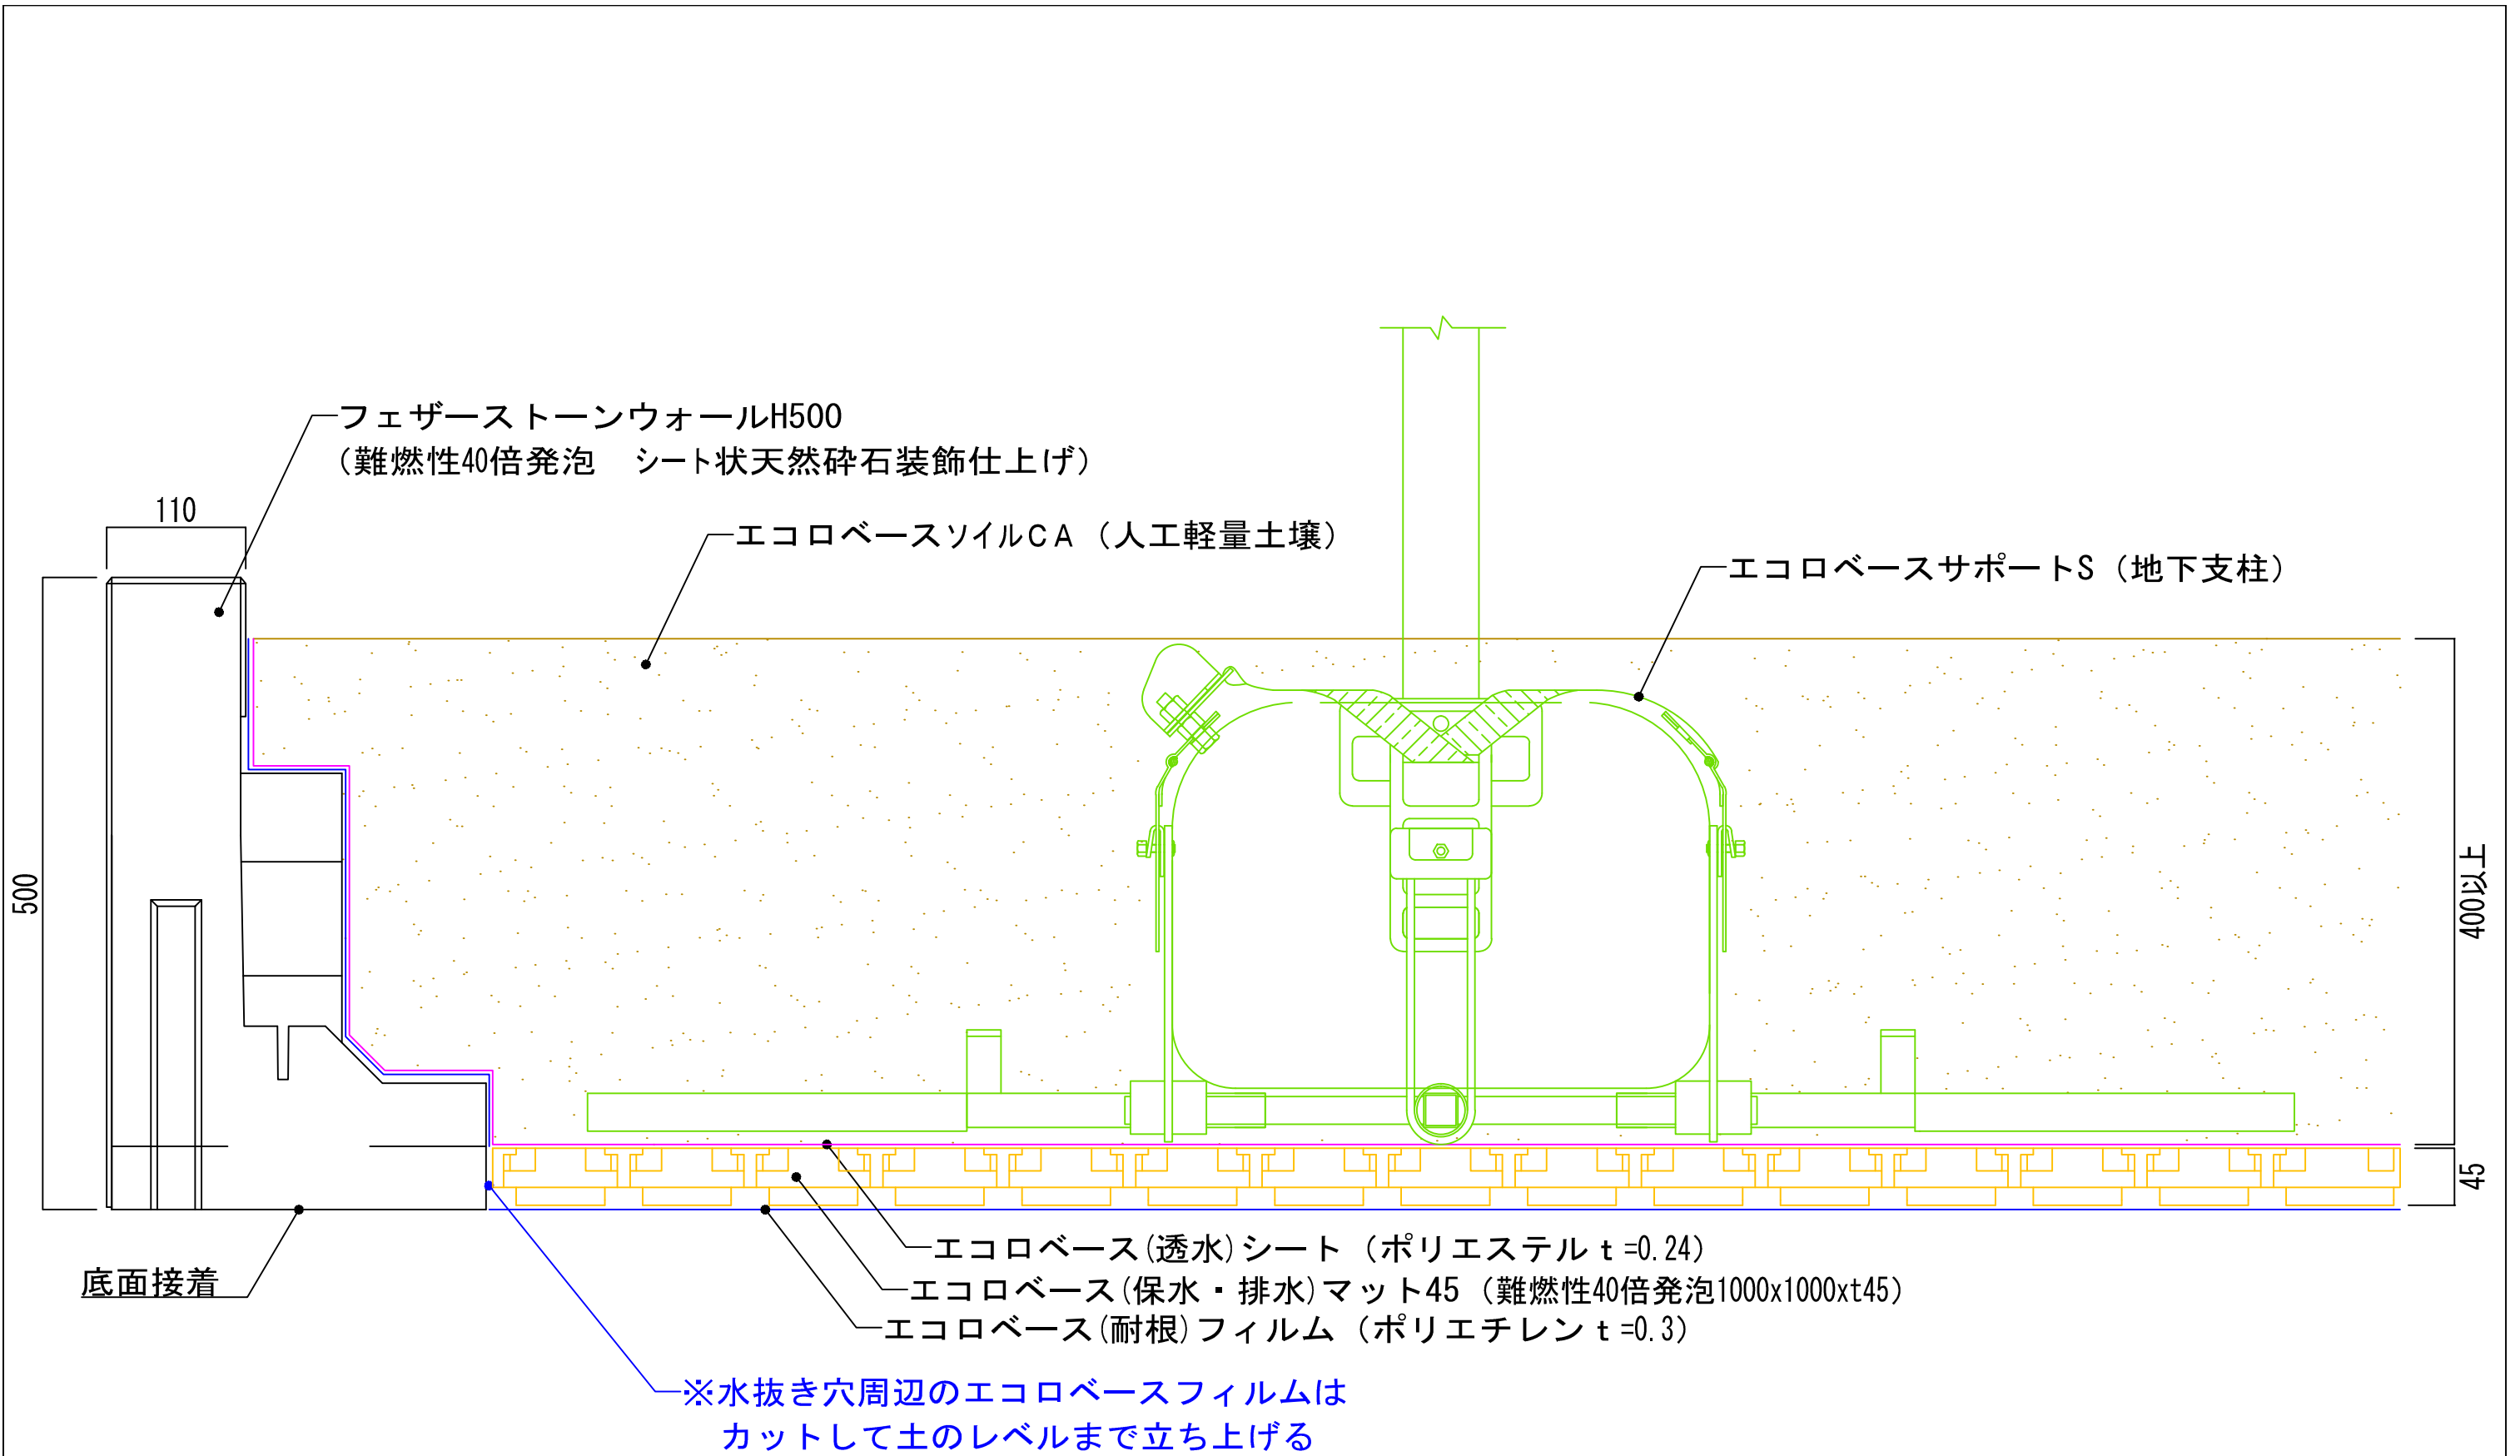 フェザーストーンウォールH500
（難燃性40倍発泡　シート状天然砕石装飾仕上げ）
110
エコロベースソイルCA（人工軽量土壌）
エコロベースサポートS（地下支柱）
500
400以上
45
エコロベース(透水)シート（ポリエステルｔ=0.24）
エコロベース(保水・排水)マット45（難燃性40倍発泡1000x1000xt45）
エコロベース(耐根)フィルム（ポリエチレンｔ=0.3）
底面接着
※水抜き穴周辺のエコロベースフィルムは
カットして土のレベルまで立ち上げる